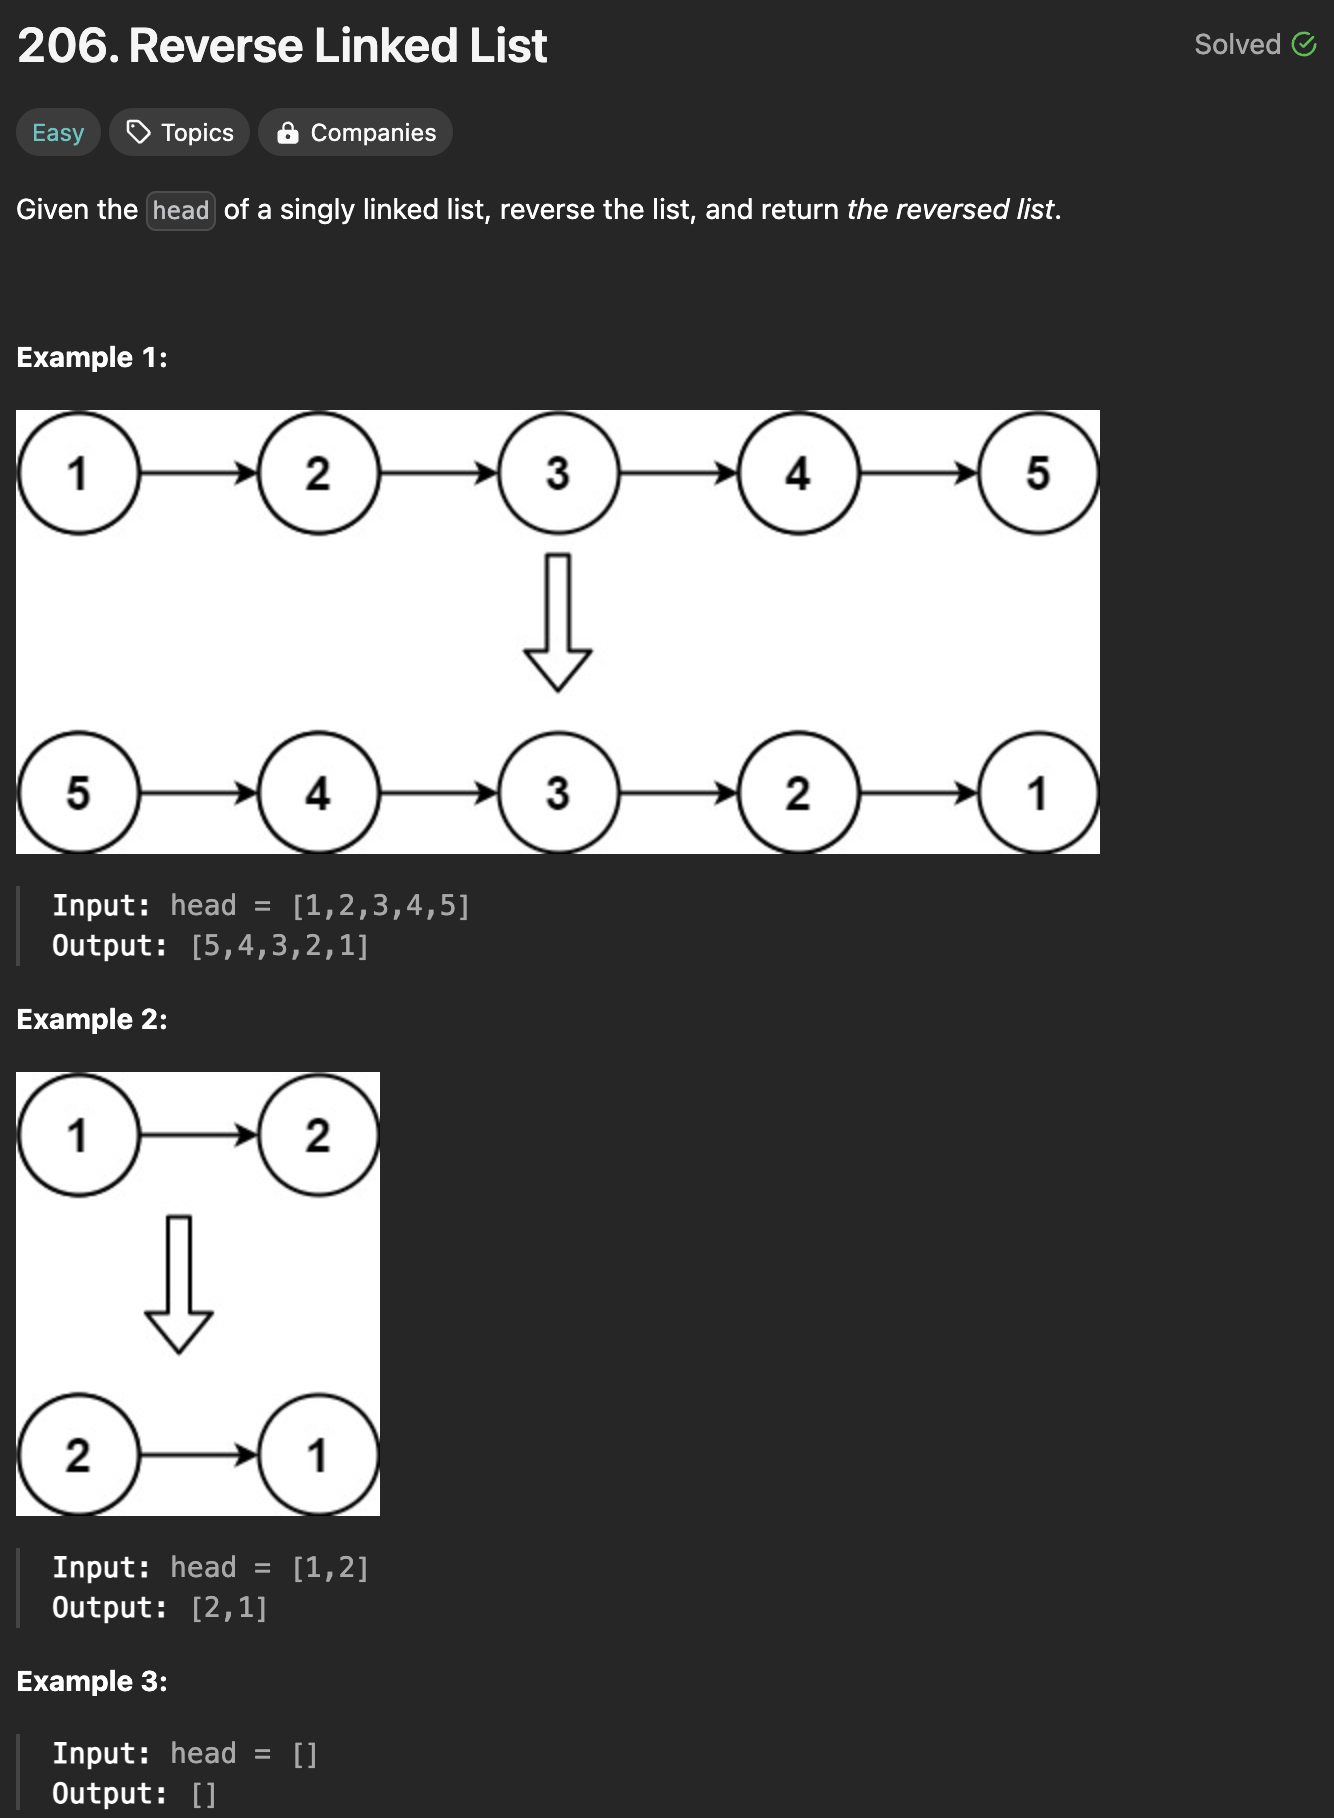 206. Reverse Linked List
Solved
Easy Topics Companies
Given the head of a singly linked list, reverse the list, and return the reversed list.
Example 1:
1 2 3 4 5
5 4 3 2 1
Input: head = [1,2,3,4,5]
Output: [5,4,3,2,1]
Example 2:
1 2
2 1
Input: head = [1,2]
Output: [2,1]
Example 3:
Input: head = []
Output: []